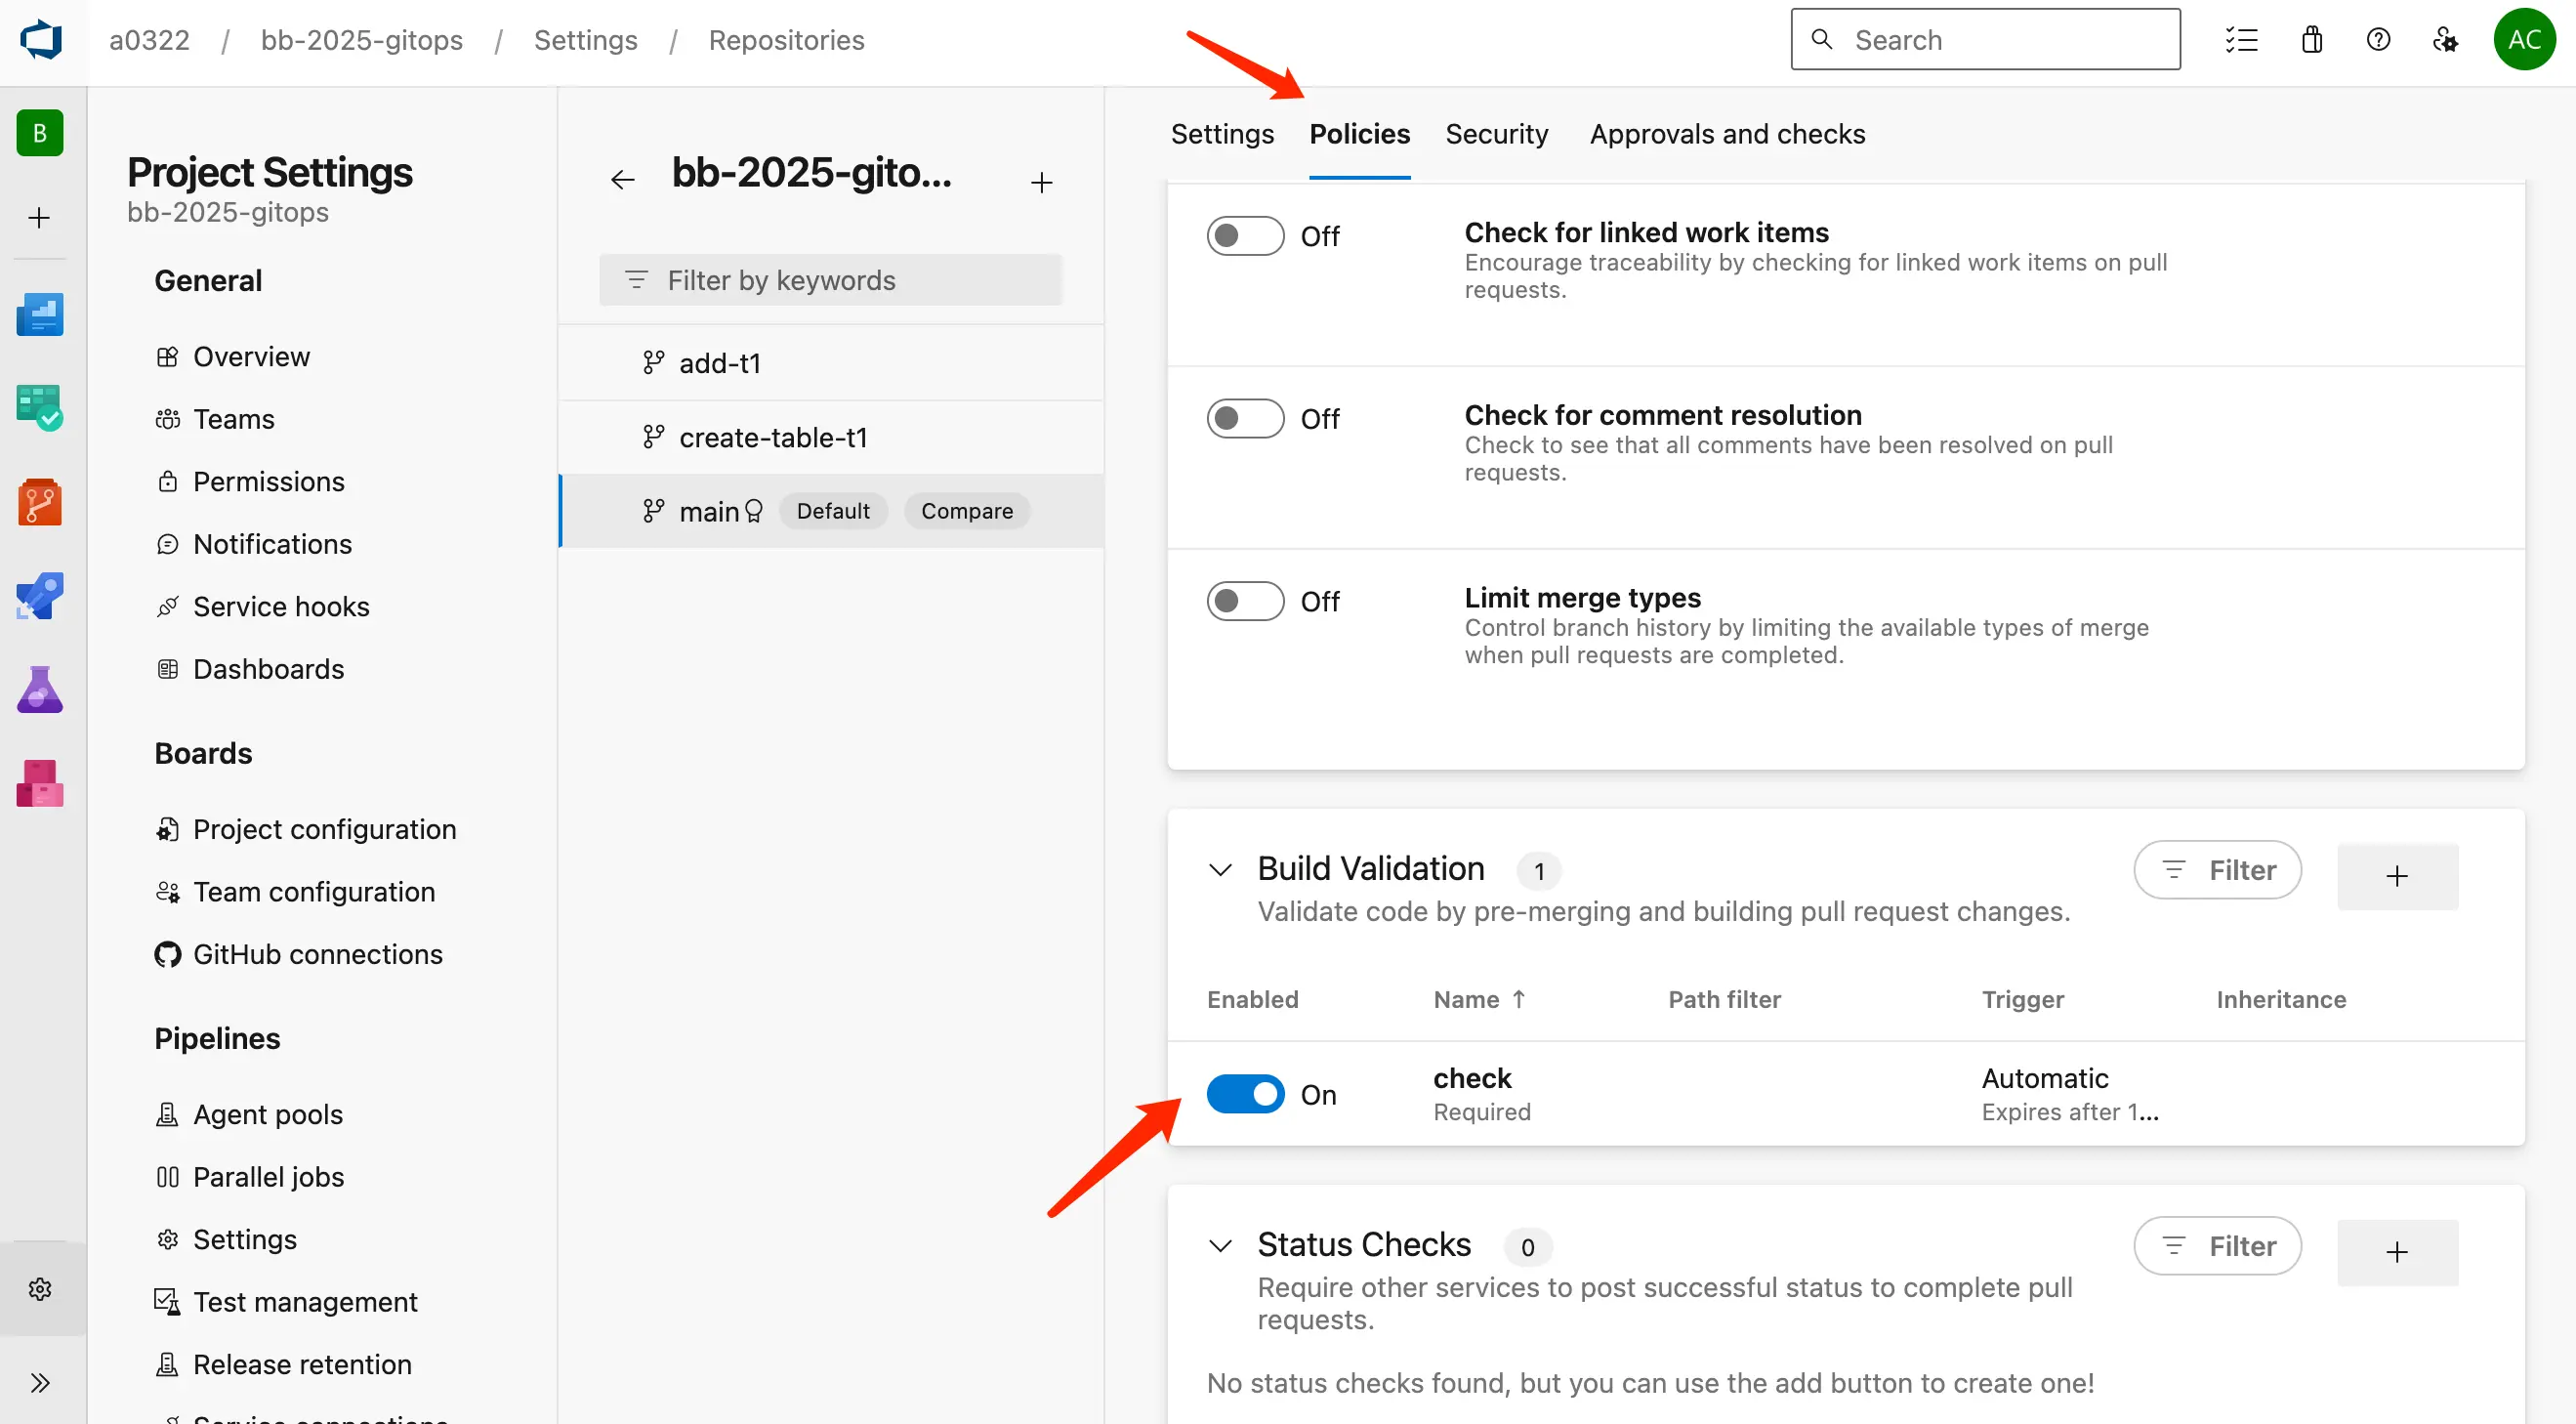 a0322 / bb-2025-gitops / Settings / Repositories
Search
AC
B
Project Settings
bb-2025-gitops
General
Overview
Teams
Permissions
Notifications
Service hooks
Dashboards
Boards
Project configuration
Team configuration
GitHub connections
Pipelines
Agent pools
Parallel jobs
Settings
Test management
Release retention
Service connections
bb-2025-gito...
Filter by keywords
add-t1
create-table-t1
main Default Compare
Settings Policies Security Approvals and checks
Off
Check for linked work items
Encourage traceability by checking for linked work items on pull
requests.
Off
Check for comment resolution
Check to see that all comments have been resolved on pull
requests.
Off
Limit merge types
Control branch history by limiting the available types of merge
when pull requests are completed.
Build Validation 1
Filter
Validate code by pre-merging and building pull request changes.
Enabled Name ↑ Path filter Trigger Inheritance
On
check
Required
Automatic
Expires after 1...
Status Checks 0
Filter
Require other services to post successful status to complete pull
requests.
No status checks found, but you can use the add button to create one!